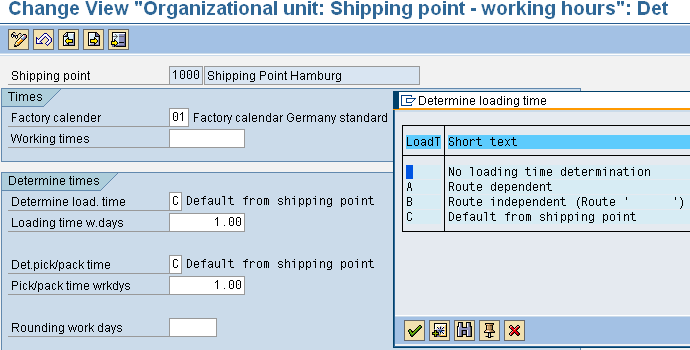 Change View "Organizational unit: Shipping point - working hours": Det
Shipping point 1000 Shipping Point Hamburg
Times
Factory calender 01 Factory calendar Germany standard
Working times
Determine times
Determine load. time C Default from shipping point
Loading time w.days 1.00
Det.pick/pack time C Default from shipping point
Pick/pack time wrkdys 1.00
Rounding work days
Determine loading time
LoadT Short text
No loading time determination
A Route dependent
B Route independent (Route '      ')
C Default from shipping point